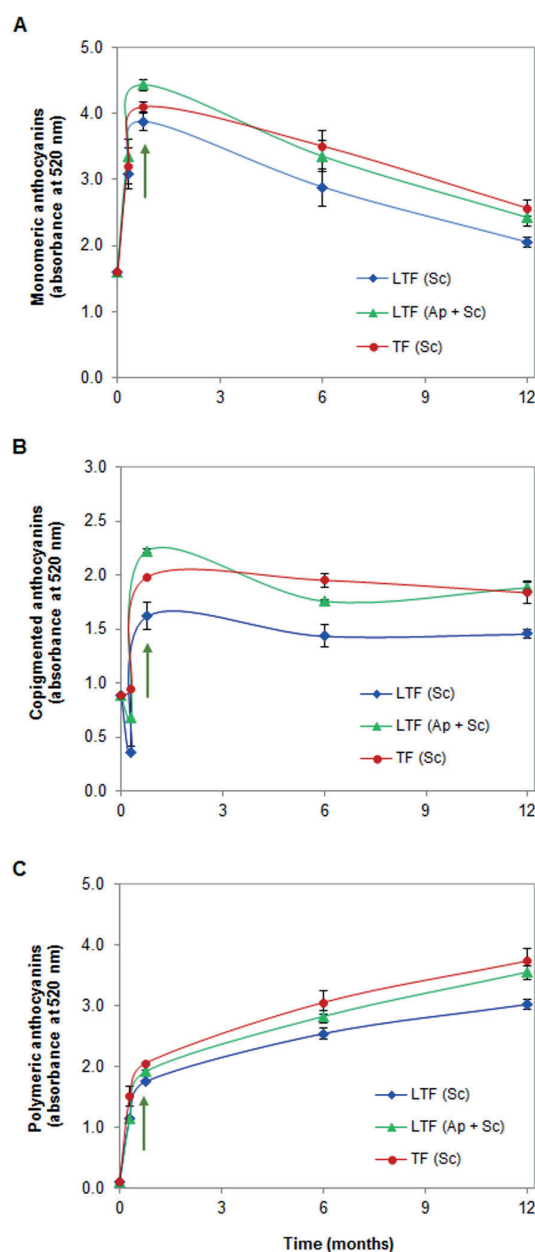 A
Monomeric anthocyanins
(absorbance at 520 nm)
5.0
4.0
3.0
2.0
1.0
0.0
0
3
6
9
12
LTF (Sc)
LTF (Ap + Sc)
TF (Sc)
B
Copigmented anthocyanins
(absorbance at 520 nm)
3.0
2.5
2.0
1.5
1.0
0.5
0.0
0
3
6
9
12
LTF (Sc)
LTF (Ap + Sc)
TF (Sc)
C
Polymeric anthocyanins
(absorbance at 520 nm)
5.0
4.0
3.0
2.0
1.0
0.0
0
3
6
9
12
LTF (Sc)
LTF (Ap + Sc)
TF (Sc)
Time (months)